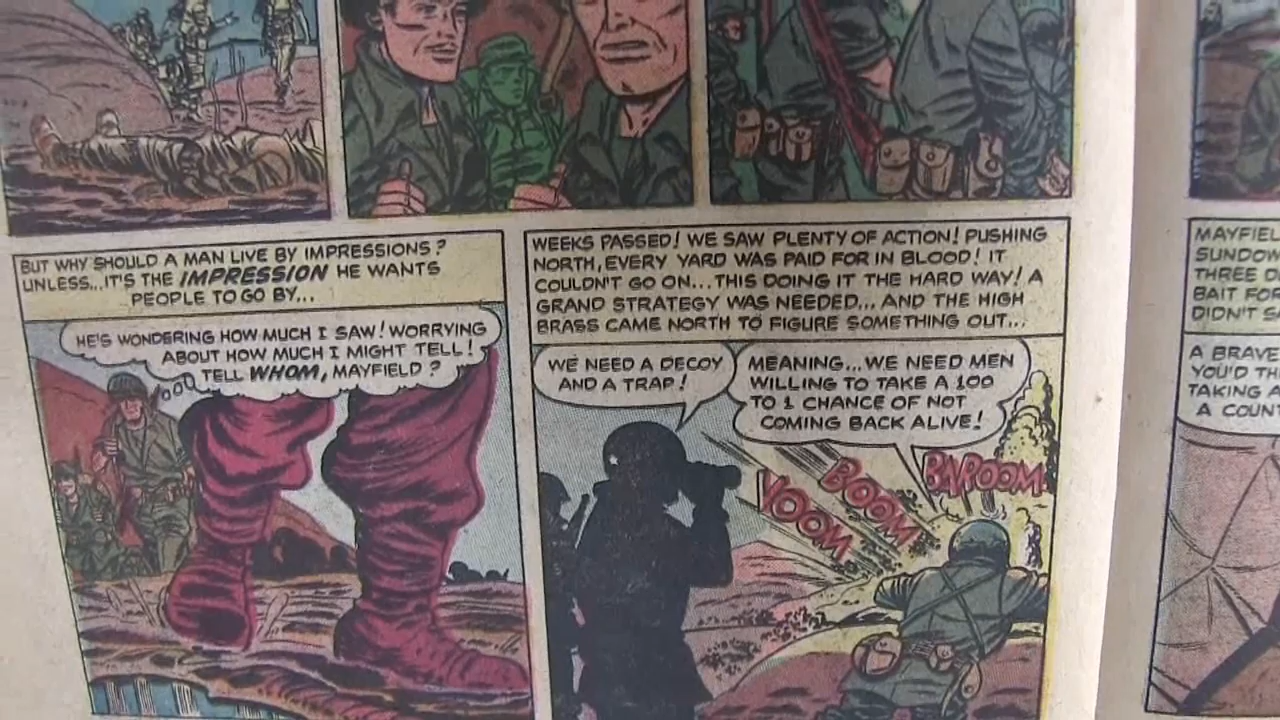 BUT WHY SHOULD A MAN LIVE BY IMPRESSIONS?
UNLESS...IT'S THE IMPRESSION HE WANTS
PEOPLE TO GO BY...
HE'S WONDERING HOW MUCH I SAW! WORRYING
ABOUT HOW MUCH I MIGHT TELL!
TELL WHOM, MAYFIELD?
WEEKS PASSED! WE SAW PLENTY OF ACTION! PUSHING
NORTH, EVERY YARD WAS PAID FOR IN BLOOD! IT
COULDN'T GO ON... THIS DOING IT THE HARD WAY! A
GRAND STRATEGY WAS NEEDED... AND THE HIGH
BRASS CAME NORTH TO FIGURE SOMETHING OUT...
WE NEED A DECOY
AND A TRAP!
MEANING... WE NEED MEN
WILLING TO TAKE A 100
TO 1 CHANCE OF NOT
COMING BACK ALIVE!
VOOM
BOOM
BAROOM!
MAYFIEL
SUNDOW
THREE D
BAIT FOR
DIDN'T SA
A BRAVE
YOU'D TH
TAKING A
A COUNT